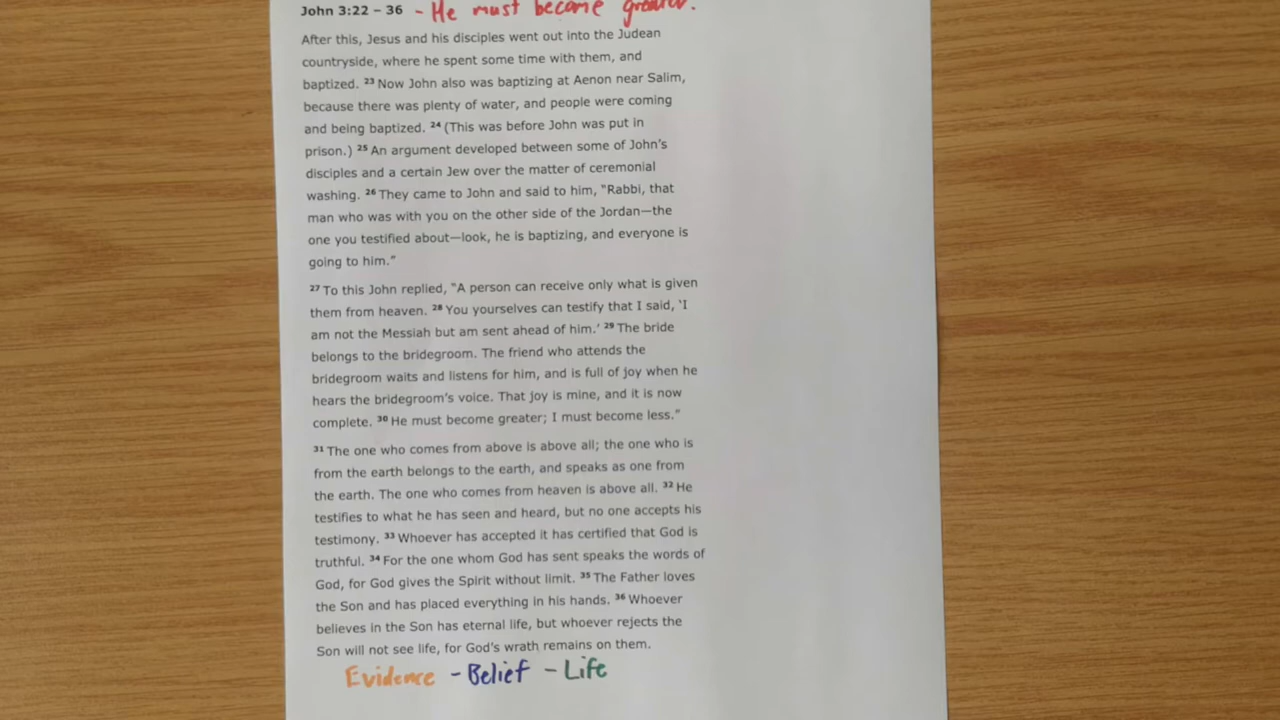 John 3:22 – 36 - He must become greater.
After this, Jesus and his disciples went out into the Judean
countryside, where he spent some time with them, and
baptized. ²³ Now John also was baptizing at Aenon near Salim,
because there was plenty of water, and people were coming
and being baptized. ²⁴ (This was before John was put in
prison.) ²⁵ An argument developed between some of John's
disciples and a certain Jew over the matter of ceremonial
washing. ²⁶ They came to John and said to him, "Rabbi, that
man who was with you on the other side of the Jordan—the
one you testified about—look, he is baptizing, and everyone is
going to him."
²⁷ To this John replied, "A person can receive only what is given
them from heaven. ²⁸ You yourselves can testify that I said, 'I
am not the Messiah but am sent ahead of him.' ²⁹ The bride
belongs to the bridegroom. The friend who attends the
bridegroom waits and listens for him, and is full of joy when he
hears the bridegroom's voice. That joy is mine, and it is now
complete. ³⁰ He must become greater; I must become less."
³¹ The one who comes from above is above all; the one who is
from the earth belongs to the earth, and speaks as one from
the earth. The one who comes from heaven is above all. ³² He
testifies to what he has seen and heard, but no one accepts his
testimony. ³³ Whoever has accepted it has certified that God is
truthful. ³⁴ For the one whom God has sent speaks the words of
God, for God gives the Spirit without limit. ³⁵ The Father loves
the Son and has placed everything in his hands. ³⁶ Whoever
believes in the Son has eternal life, but whoever rejects the
Son will not see life, for God's wrath remains on them.
Evidence - Belief - Life